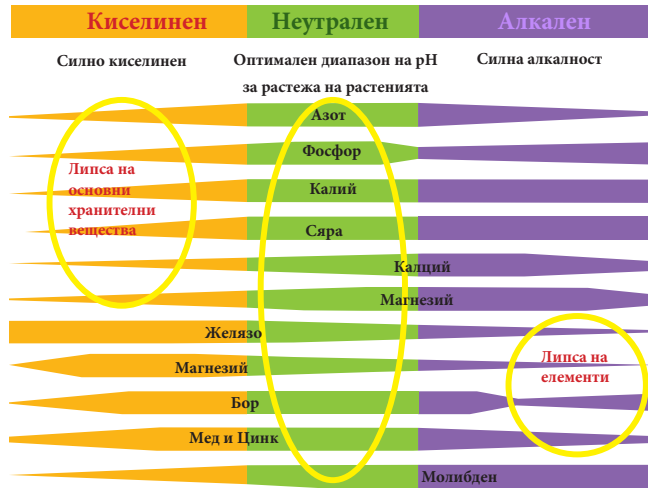 Киселинен Неутрален Алкален
Силно киселинен Оптимален диапазон на pH Силна алкалност
за растежа на растенията
Азот
Фосфор
Липса на
основни
хранителни
вещества
Калий
Сяра
Калций
Магнезий
Желязо
Магнезий
Липса на
елементи
Бор
Мед и Цинк
Молибден